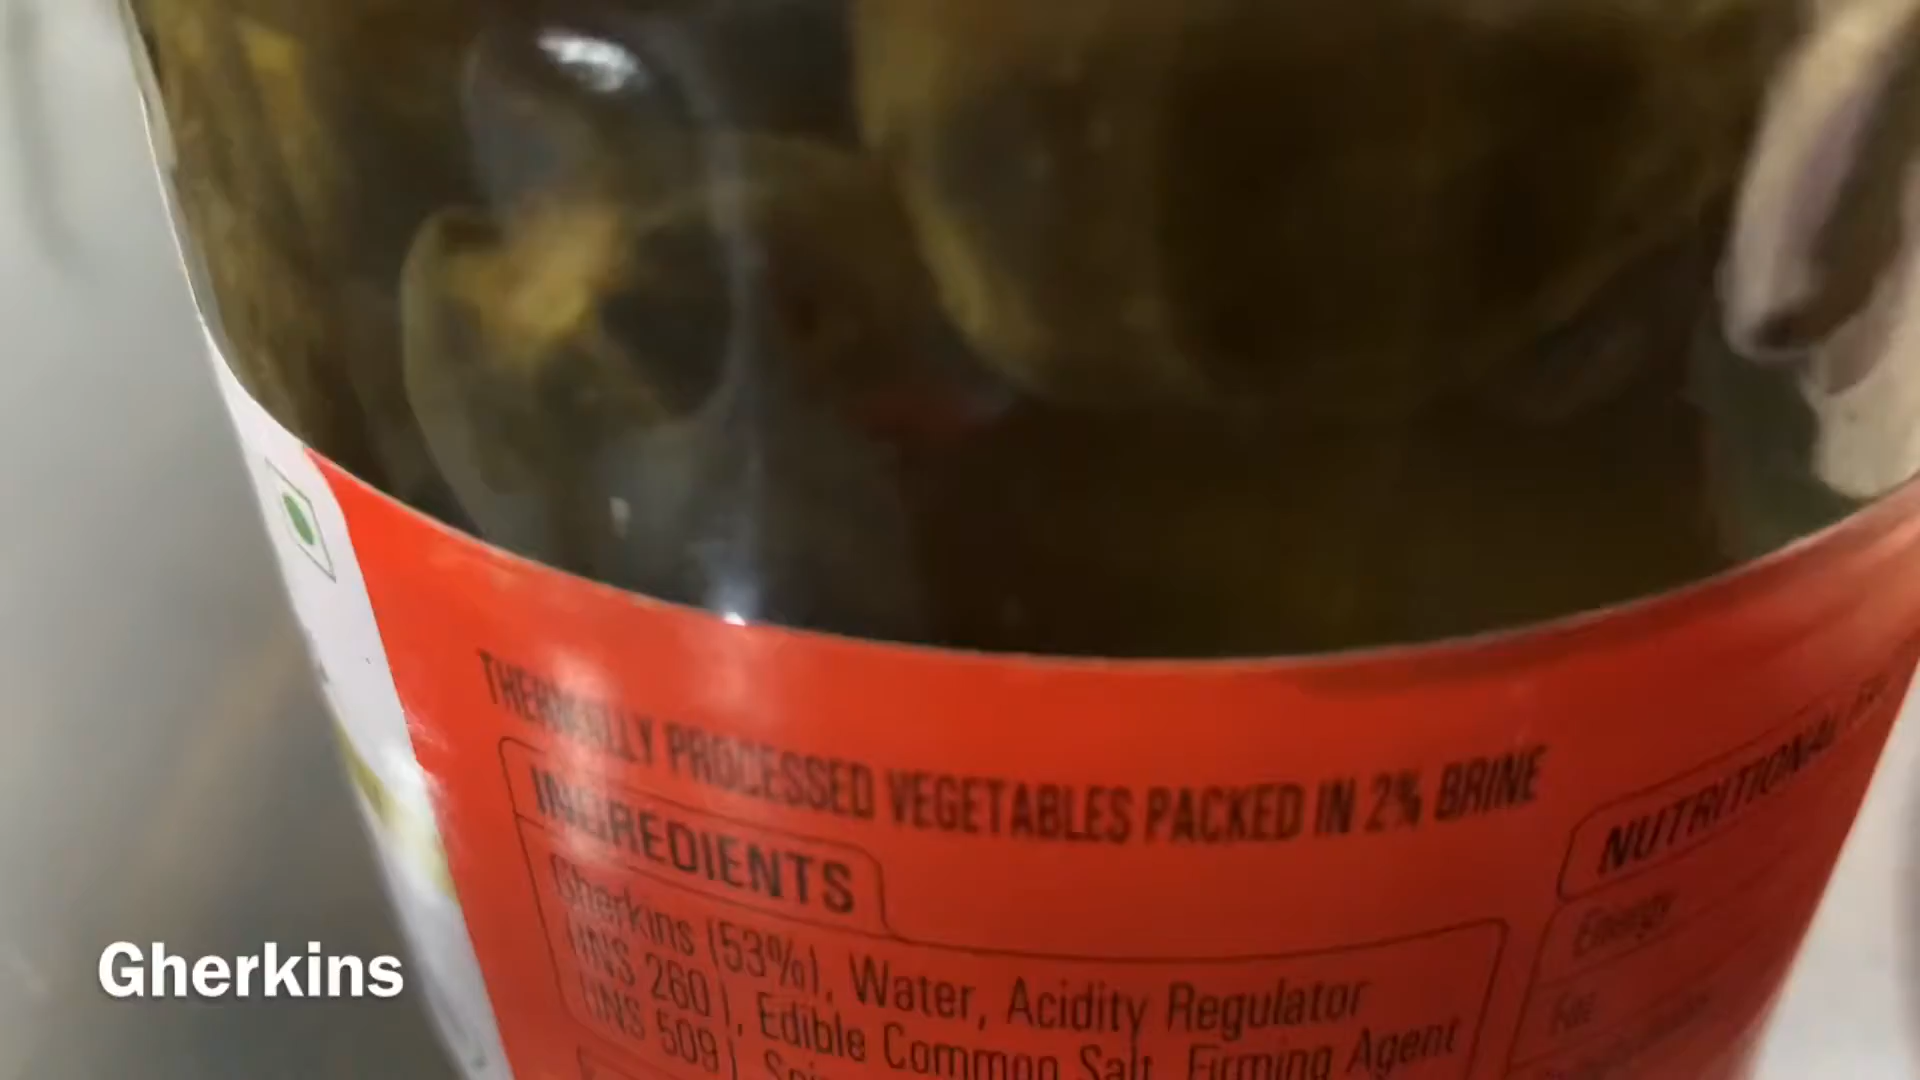 THERMALLY PROCESSED VEGETABLES PACKED IN 2% BRINE
INGREDIENTS
Gherkins (53%), Water, Acidity Regulator
INS 260), Edible Common Salt, Firming Agent
INS 509)
NUTRITIONAL
Energy
Fat
Gherkins